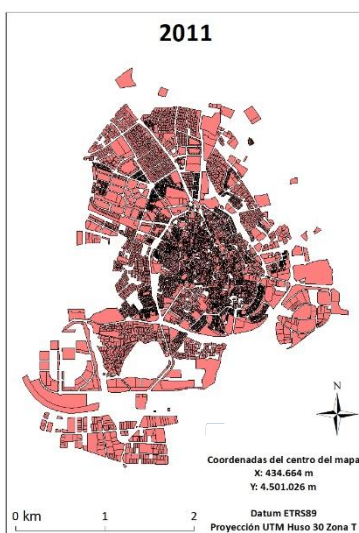 2011
N
Coordenadas del centro del mapa
X: 434.664 m
Y: 4.501.026 m
0 km
1
2
Datum ETRS89
Proyección UTM Huso 30 Zona T